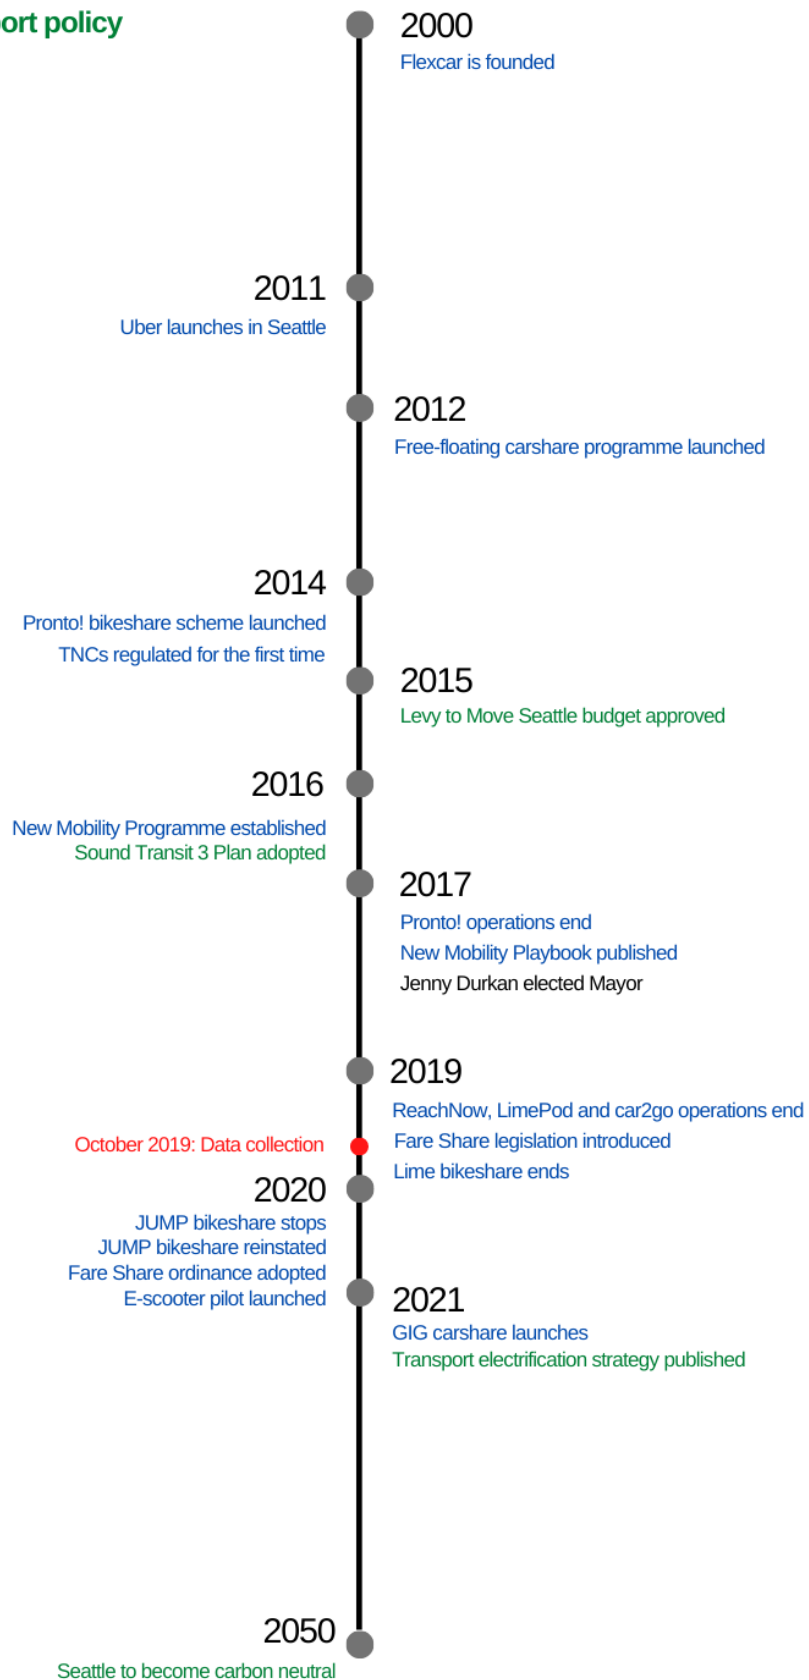 ort policy
2000
Flexcar is founded
2011
Uber launches in Seattle
2012
Free-floating carshare programme launched
2014
Pronto! bikeshare scheme launched
TNCs regulated for the first time
2015
Levy to Move Seattle budget approved
2016
New Mobility Programme established
Sound Transit 3 Plan adopted
2017
Pronto! operations end
New Mobility Playbook published
Jenny Durkan elected Mayor
2019
ReachNow, LimePod and car2go operations end
Fare Share legislation introduced
Lime bikeshare ends
October 2019: Data collection
2020
JUMP bikeshare stops
JUMP bikeshare reinstated
Fare Share ordinance adopted
E-scooter pilot launched
2021
GIG carshare launches
Transport electrification strategy published
2050
Seattle to become carbon neutral